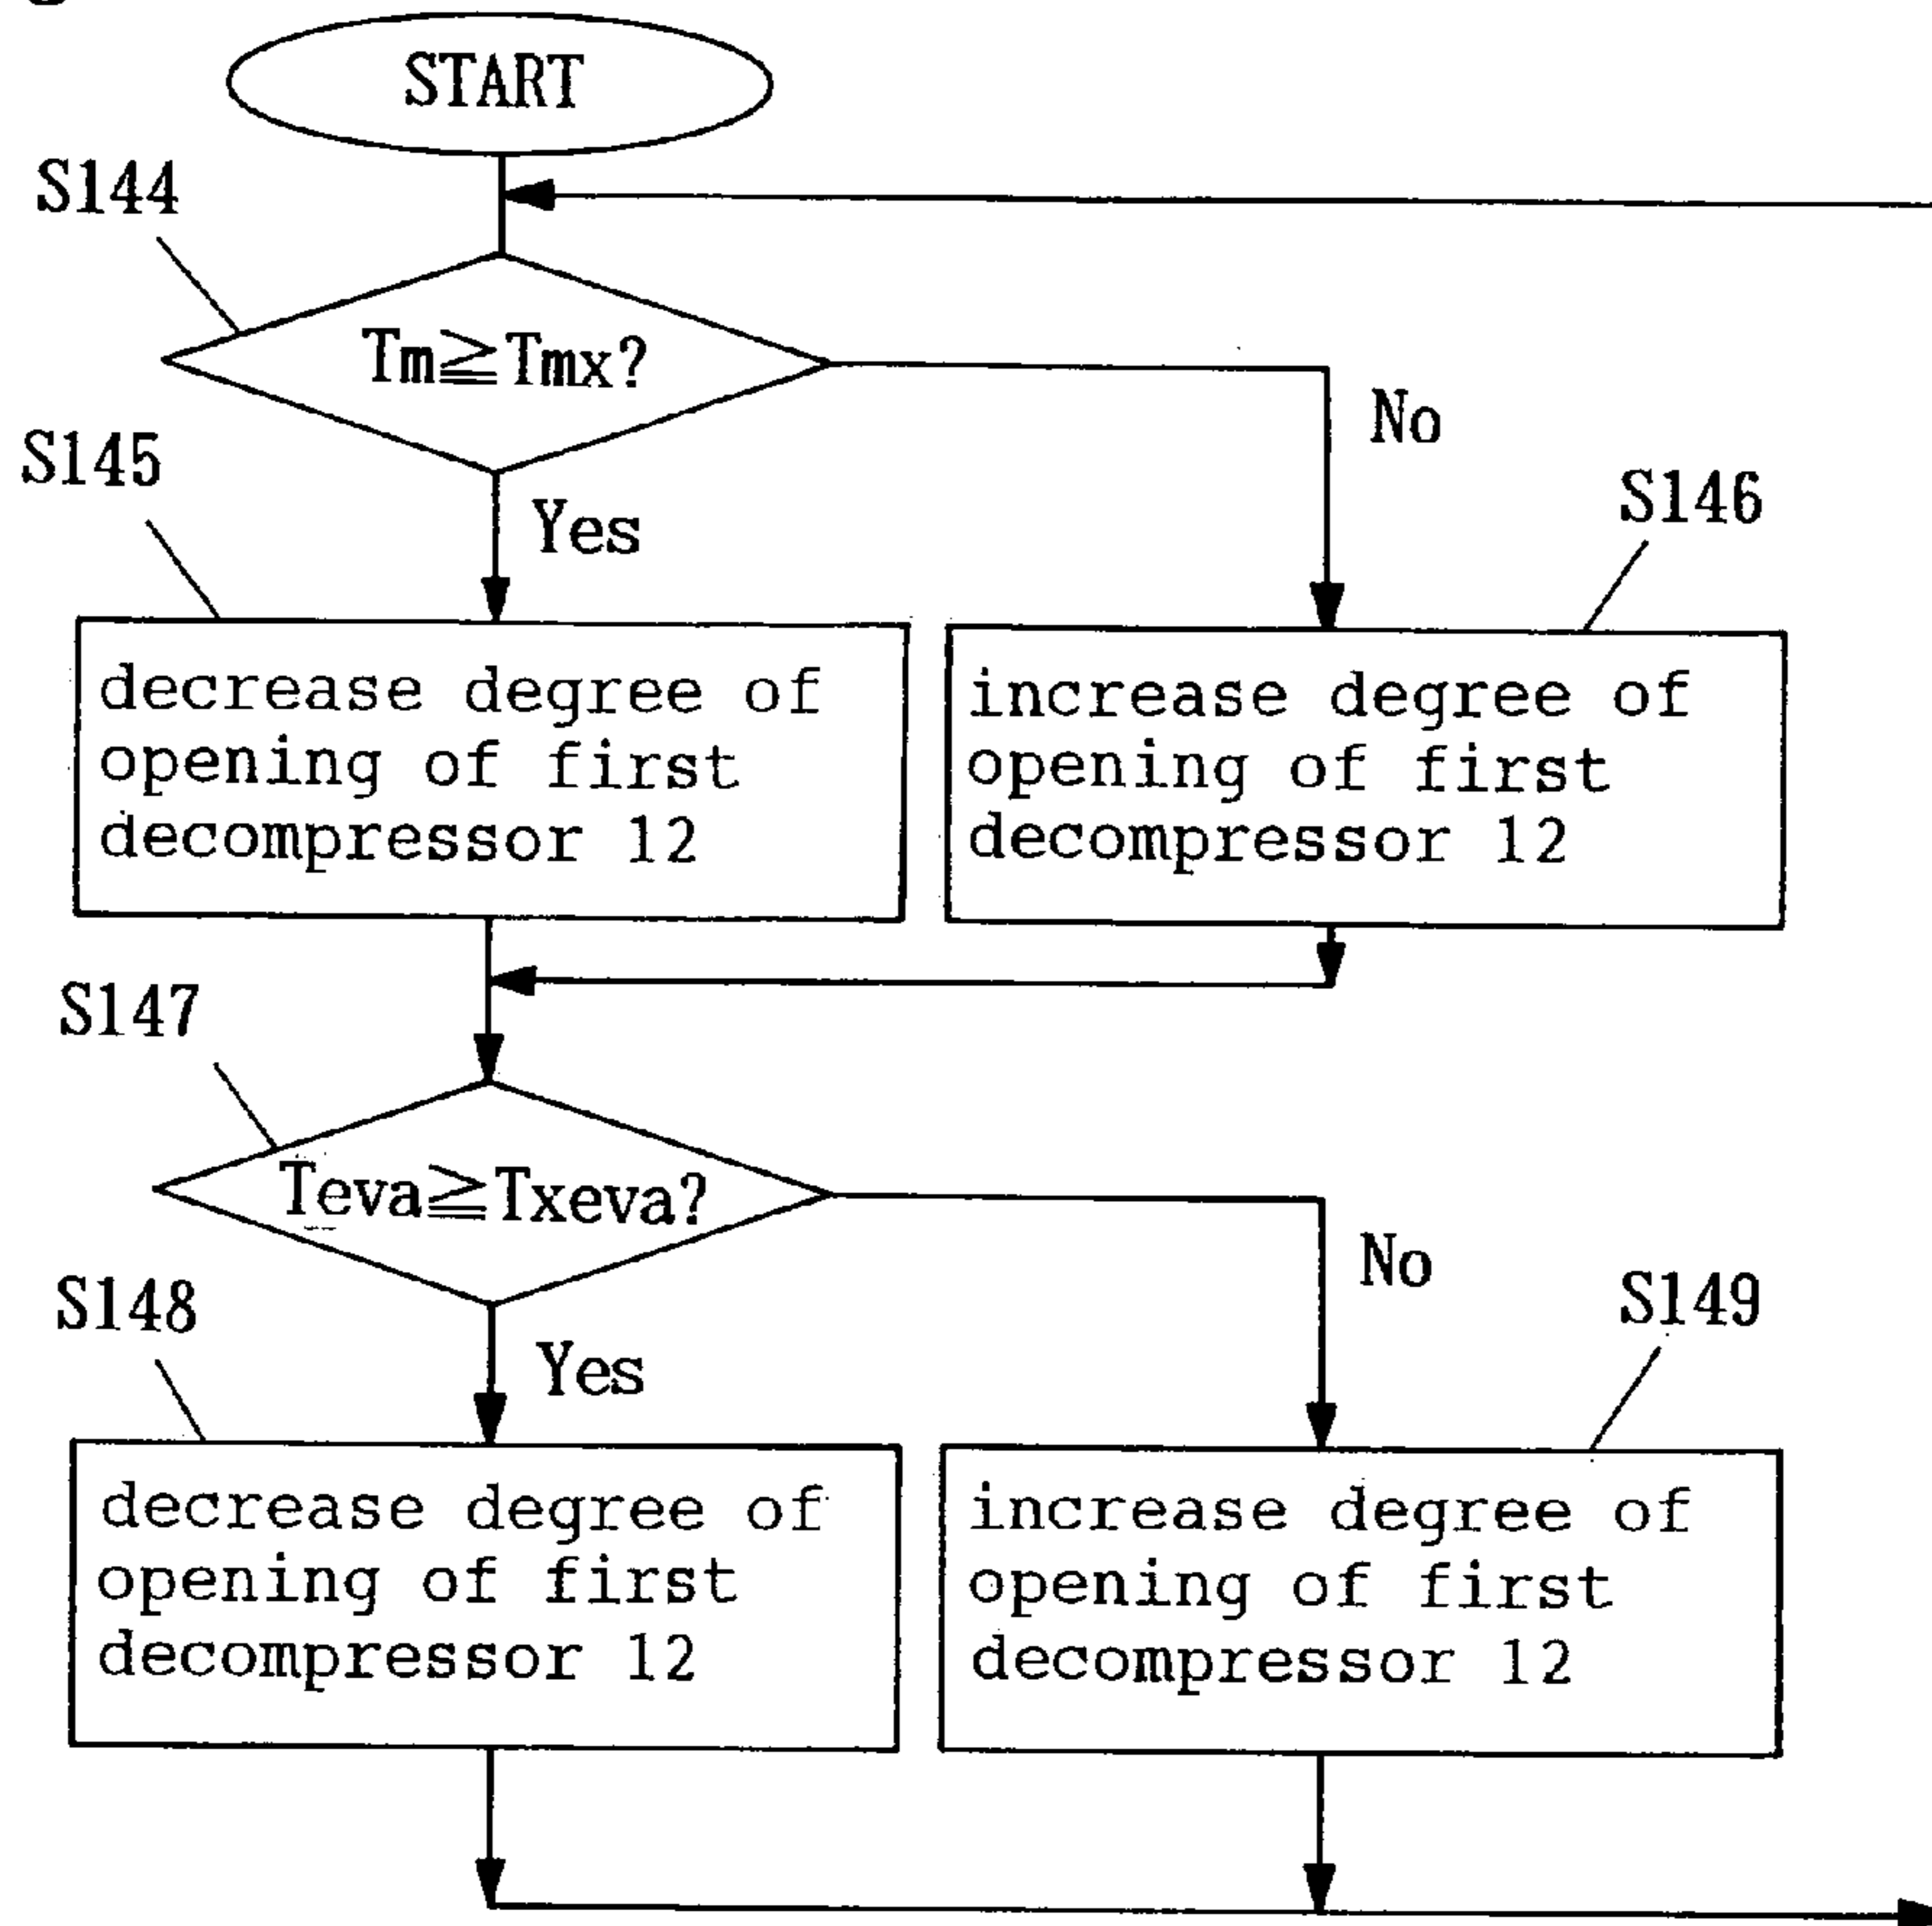 START
S144
Tm≧Tmx?
No
S145
Yes
S146
decrease degree of
opening of first
decompressor 12
increase degree of
opening of first
decompressor 12
S147
Teva≧Txeva?
No
S148
Yes
S149
decrease degree of
opening of first
decompressor 12
increase degree of
opening of first
decompressor 12